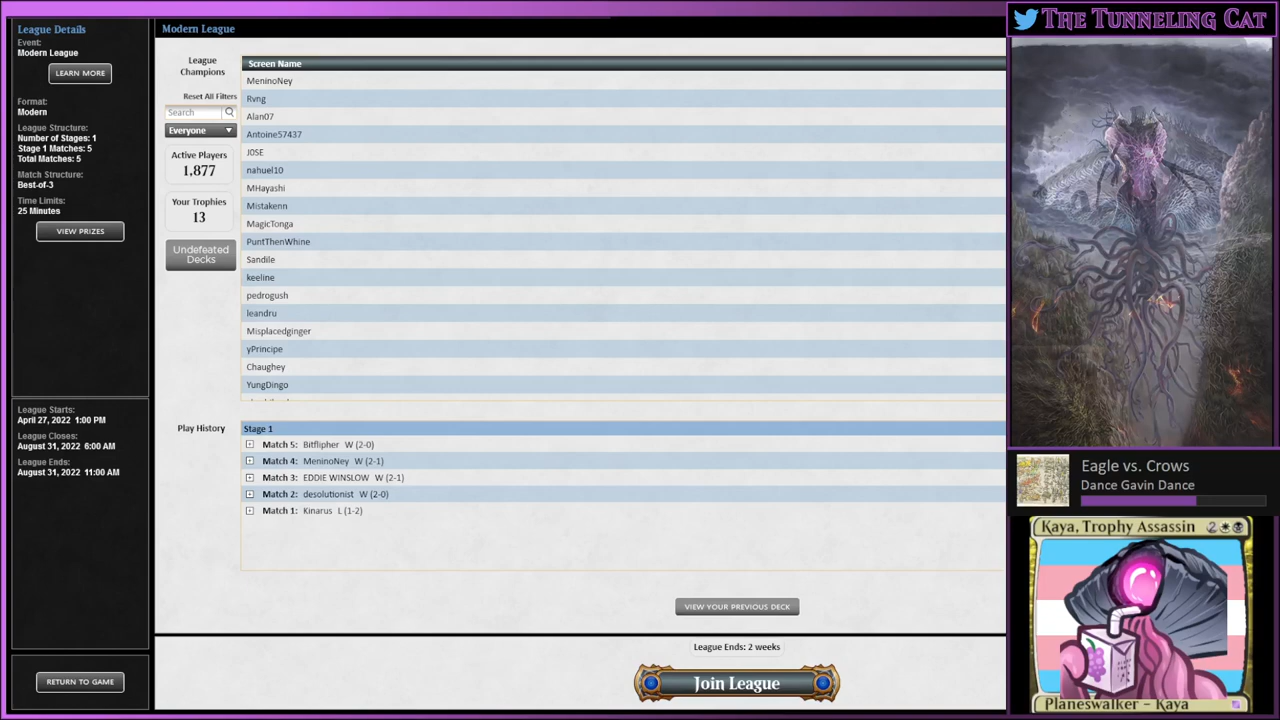 League Details
Event:
Modern League
LEARN MORE
Format:
Modern
League Structure:
Number of Stages: 1
Stage 1 Matches: 5
Total Matches: 5
Match Structure:
Best-of-3
Time Limits:
25 Minutes
VIEW PRIZES
League Starts:
April 27, 2022 1:00 PM
League Closes:
August 31, 2022 6:00 AM
League Ends:
August 31, 2022 11:00 AM
RETURN TO GAME
Modern League
League
Champions
Reset All Filters
Search
Everyone
Active Players
1,877
Your Trophies
13
Undefeated
Decks
Screen Name
MeninoNey
Rvng
Alan07
Antoine57437
J0SE
nahuel10
MHayashi
Mistakenn
MagicTonga
PuntThenWhine
Sandile
keeline
pedrogush
leandru
Misplacedginger
yPrincipe
Chaughey
YungDingo
Play History
Stage 1
Match 5: Bitflipher W (2-0)
Match 4: MeninoNey W (2-1)
Match 3: EDDIE WINSLOW W (2-1)
Match 2: desolutionist W (2-0)
Match 1: Kinarus L (1-2)
VIEW YOUR PREVIOUS DECK
League Ends: 2 weeks
Join League
The Tunneling Cat
Eagle vs. Crows
Dance Gavin Dance
Kaya, Trophy Assassin 2
Planeswalker – Kaya